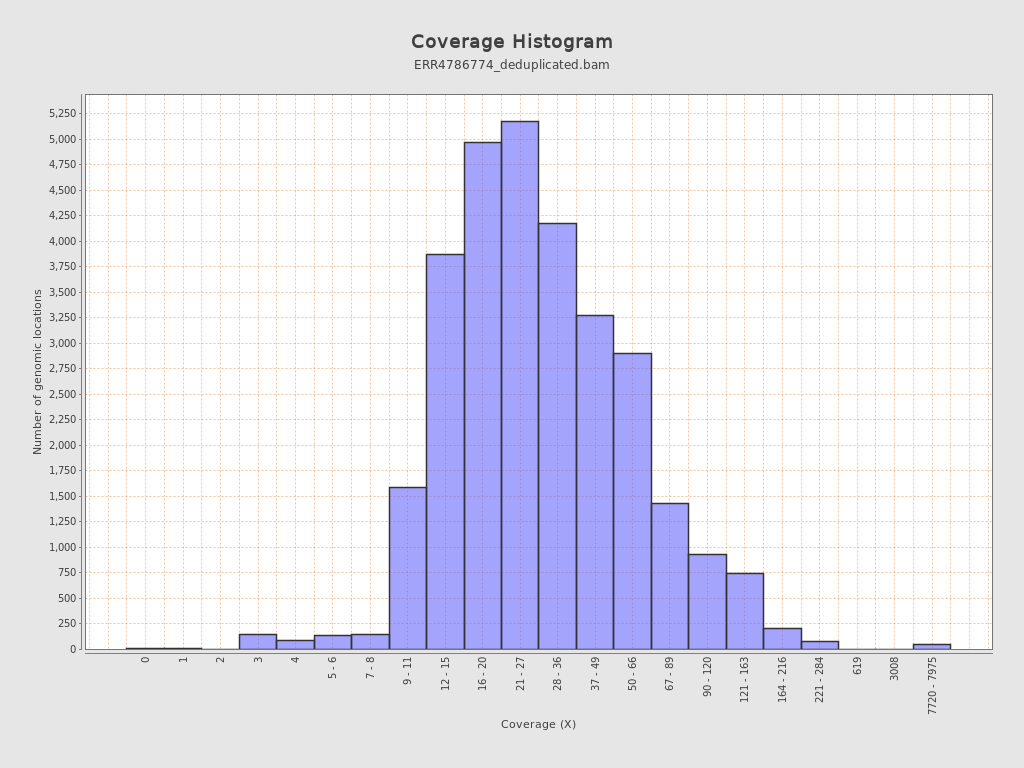 Coverage Histogram
ERR4786774_deduplicated.bam
Number of genomic locations
5,250
5,000
4,750
4,500
4,250
4,000
3,750
3,500
3,250
3,000
2,750
2,500
2,250
2,000
1,750
1,500
1,250
1,000
750
500
250
0
0
1
2
3
4
5 - 6
7 - 8
9 - 11
12 - 15
16 - 20
21 - 27
28 - 36
37 - 49
50 - 66
67 - 89
90 - 120
121 - 163
164 - 216
221 - 284
619
3008
7720 - 7975
Coverage (X)